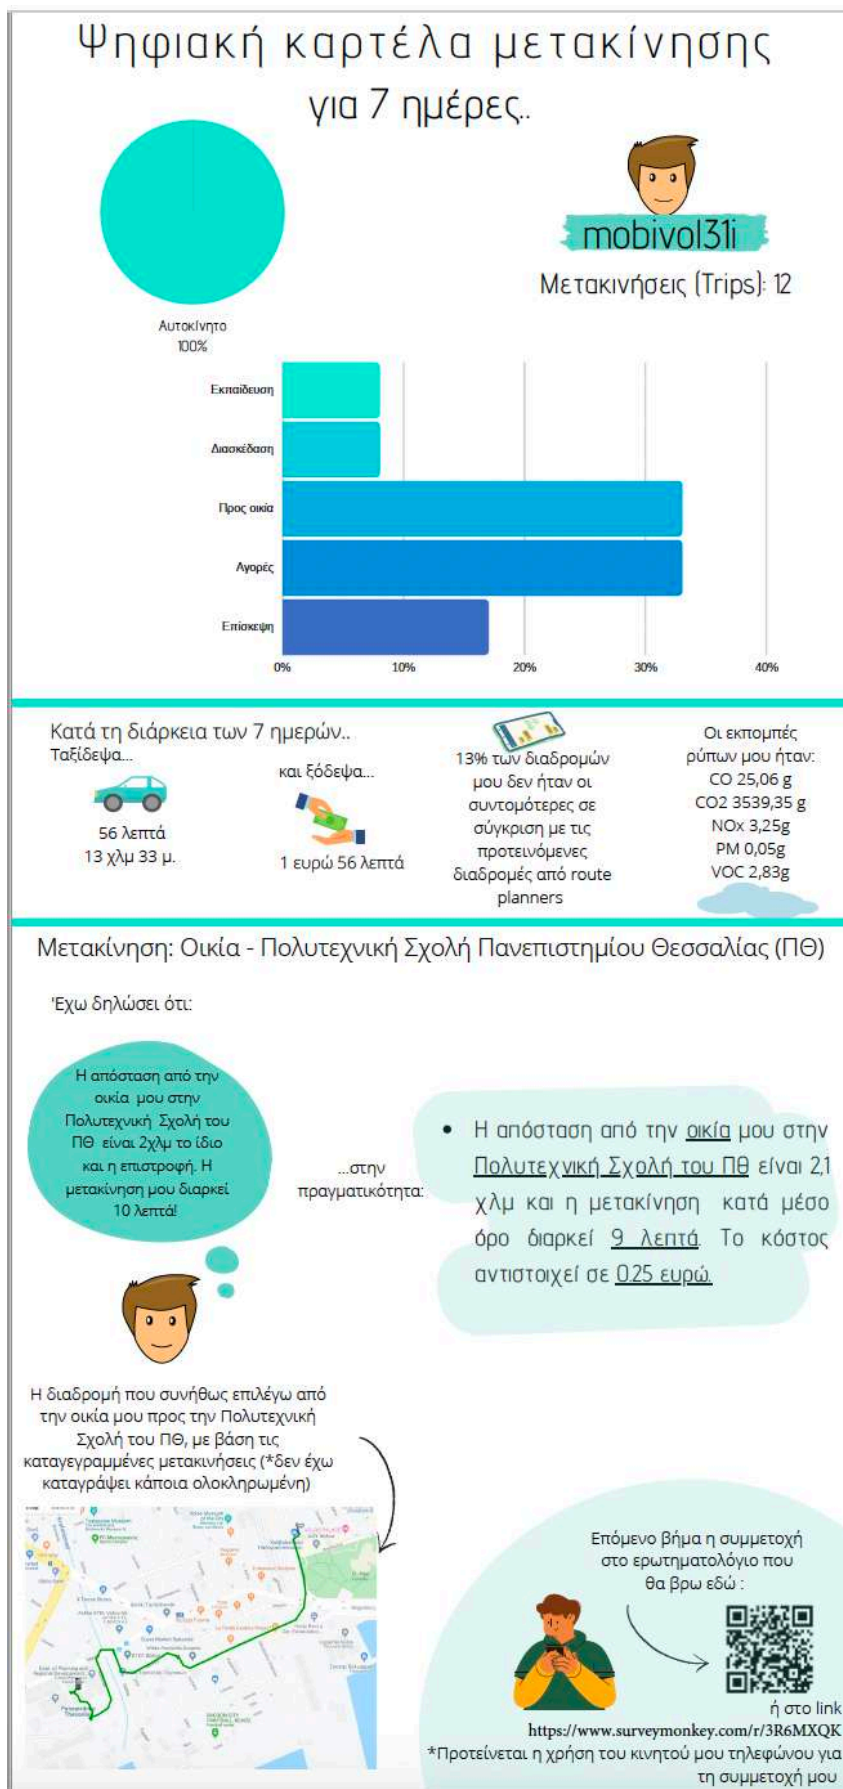 Ψηφιακή καρτέλα μετακίνησης
για 7 ημέρες..
mobivol31i
Μετακινήσεις (Trips): 12
Αυτοκίνητο
100%
Εκπαίδευση
Διασκέδαση
Προς οικία
Αγορές
Επίσκεψη
0%
10%
20%
30%
40%
Κατά τη διάρκεια των 7 ημερών..
Ταξίδεψα...
56 λεπτά
13 χλμ 33 μ.
και ξόδεψα...
1 ευρώ 56 λεπτά
13% των διαδρομών
μου δεν ήταν οι
συντομότερες σε
σύγκριση με τις
προτεινόμενες
διαδρομές από route
planners
Οι εκπομπές
ρύπων μου ήταν:
CO 25,06 g
CO2 3539,35 g
NOx 3,25g
PM 0,05g
VOC 2,83g
Μετακίνηση: Οικία - Πολυτεχνική Σχολή Πανεπιστημίου Θεσσαλίας (ΠΘ)
'Εχω δηλώσει ότι:
Η απόσταση από την
οικία μου στην
Πολυτεχνική Σχολή του
ΠΘ είναι 2χλμ το ίδιο
και η επιστροφή. Η
μετακίνηση μου διαρκεί
10 λεπτά!
...στην
πραγματικότητα:
• Η απόσταση από την οικία μου στην
Πολυτεχνική Σχολή του ΠΘ είναι 2,1
χλμ και η μετακίνηση κατά μέσο
όρο διαρκεί 9 λεπτά. Το κόστος
αντιστοιχεί σε 0.25 ευρώ.
Η διαδρομή που συνήθως επιλέγω από
την οικία μου προς την Πολυτεχνική
Σχολή του ΠΘ, με βάση τις
καταγεγραμμένες μετακινήσεις (*δεν έχω
καταγράψει κάποια ολοκληρωμένη)
Επόμενο βήμα η συμμετοχή
στο ερωτηματολόγιο που
θα βρω εδώ :
ή στο link
https://www.surveymonkey.com/r/3R6MXQK
*Προτείνεται η χρήση του κινητού μου τηλεφώνου για
τη συμμετοχή μου